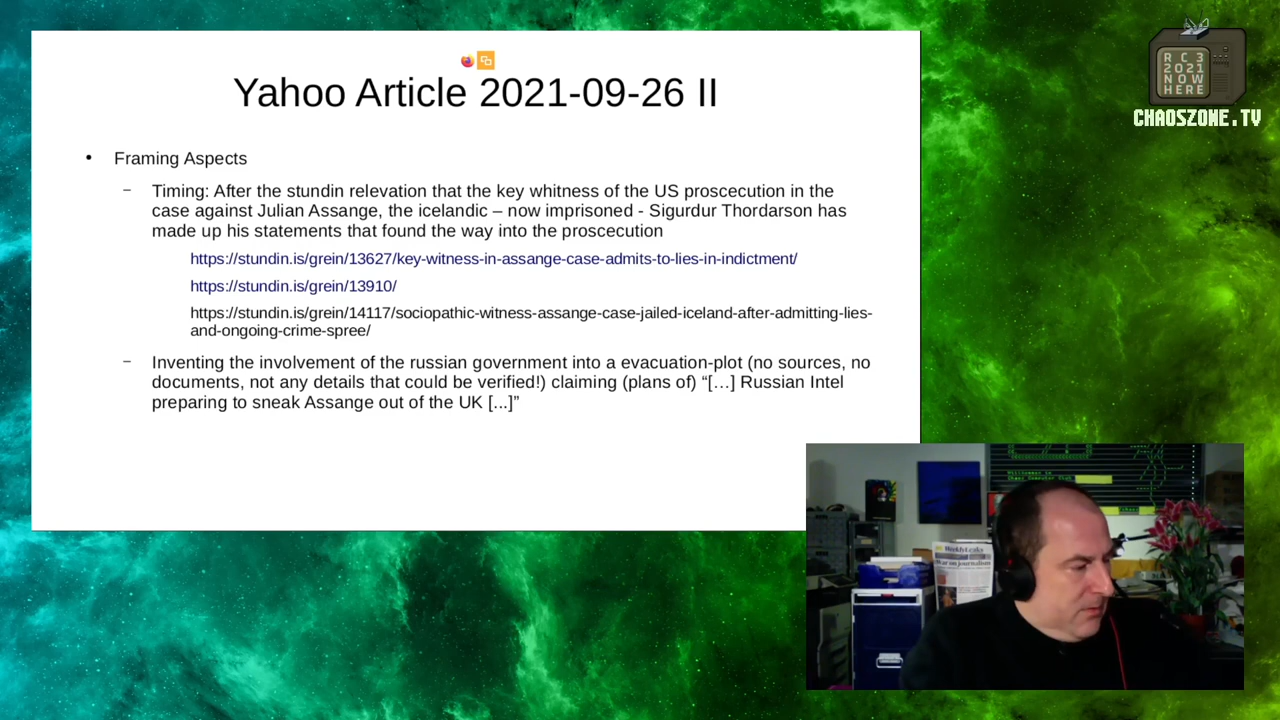 Yahoo Article 2021-09-26 II
• Framing Aspects
– Timing: After the stundin relevation that the key whitness of the US proscecution in the
case against Julian Assange, the icelandic – now imprisoned - Sigurdur Thordarson has
made up his statements that found the way into the proscecution
https://stundin.is/grein/13627/key-witness-in-assange-case-admits-to-lies-in-indictment/
https://stundin.is/grein/13910/
https://stundin.is/grein/14117/sociopathic-witness-assange-case-jailed-iceland-after-admitting-lies-
and-ongoing-crime-spree/
– Inventing the involvement of the russian government into a evacuation-plot (no sources, no
documents, not any details that could be verified!) claiming (plans of) “[…] Russian Intel
preparing to sneak Assange out of the UK [...]”
RC3
2021
NOW
HERE
CHAOSZONE.TV
WeeklyLeaks
War on journalism